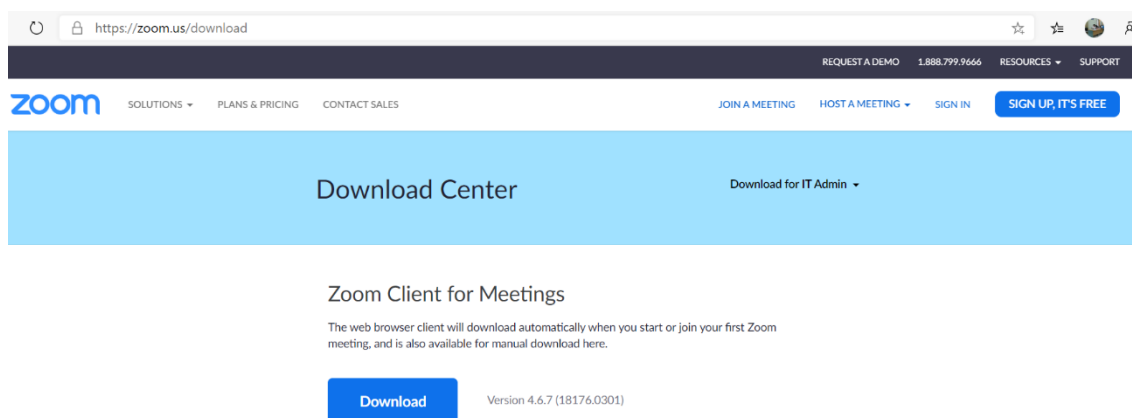 https://zoom.us/download
REQUEST A DEMO 1.888.799.9666 RESOURCES SUPPORT
zoom SOLUTIONS PLANS & PRICING CONTACT SALES JOIN A MEETING HOST A MEETING SIGN IN SIGN UP, IT'S FREE
Download Center Download for IT Admin
Zoom Client for Meetings
The web browser client will download automatically when you start or join your first Zoom
meeting, and is also available for manual download here.
Download Version 4.6.7 (18176.0301)